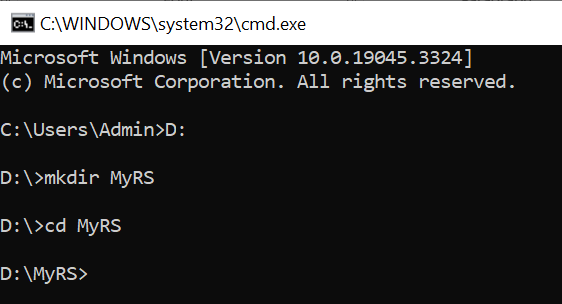 C:\WINDOWS\system32\cmd.exe
Microsoft Windows [Version 10.0.19045.3324]
(c) Microsoft Corporation. All rights reserved.
C:\Users\Admin>D:
D:\>mkdir MyRS
D:\>cd MyRS
D:\MyRS>